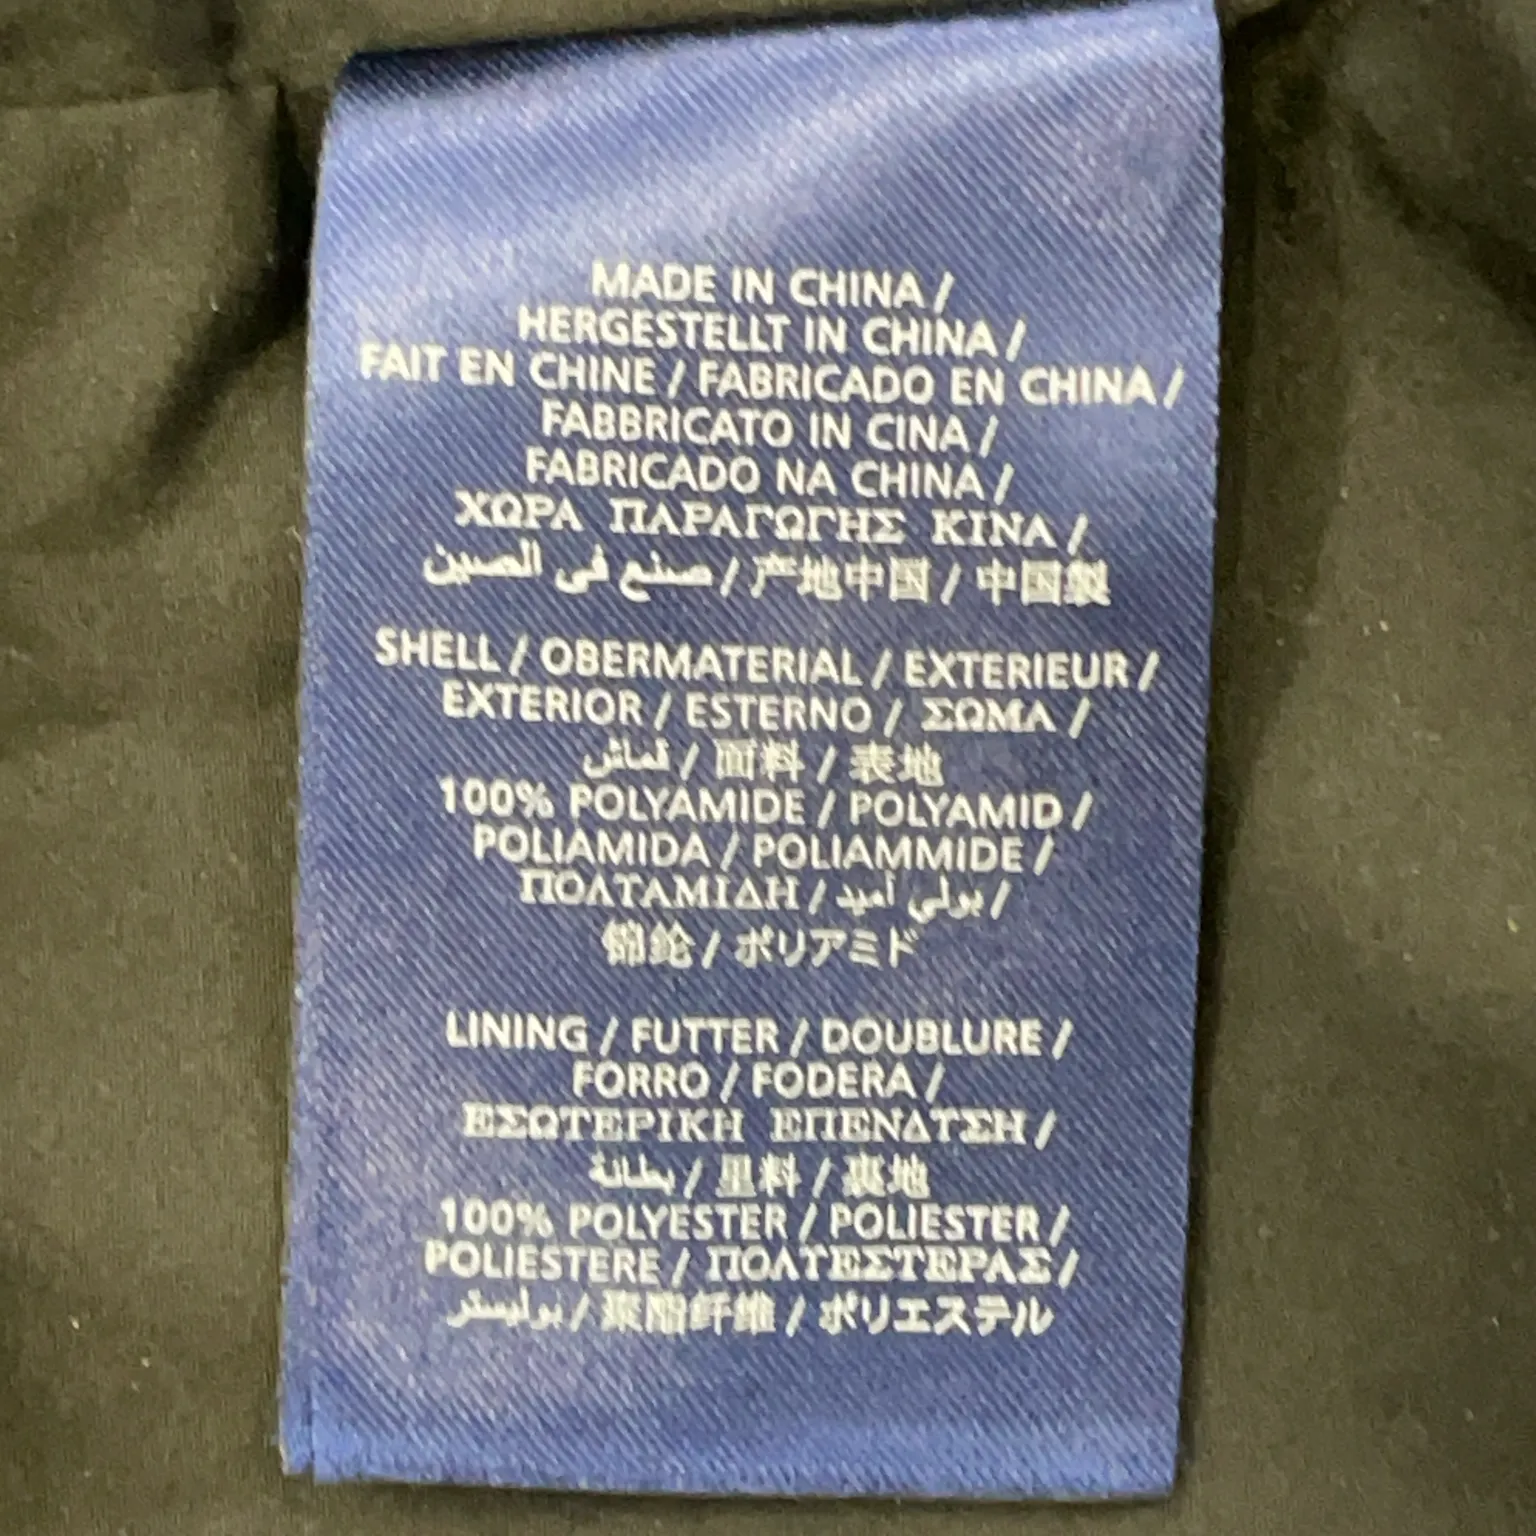 MADE IN CHINA /
HERGESTELLT IN CHINA /
FAIT EN CHINE / FABRICADO EN CHINA /
FABBRICATO IN CINA /
FABRICADO NA CHINA /
ΧΩΡΑ ΠΑΡΑΓΩΓΗΣ ΚΙΝΑ /
صنع في الصين / 产地中国 / 中国製
SHELL / OBERMATERIAL / EXTERIEUR /
EXTERIOR / ESTERNO / ΣΩΜΑ /
قماش / 面料 / 表地
100% POLYAMIDE / POLYAMID /
POLIAMIDA / POLIAMMIDE /
ΠΟΛΥΑΜΙΔΗ / بولي أميد /
锦纶 / ポリアミド
LINING / FUTTER / DOUBLURE /
FORRO / FODERA /
ΕΣΩΤΕΡΙΚΗ ΕΠΕΝΔΥΣΗ /
بطانة / 里料 / 裏地
100% POLYESTER / POLIESTER /
POLIESTERE / ΠΟΛΥΕΣΤΕΡΑΣ /
بوليستر / 聚酯纤维 / ポリエステル